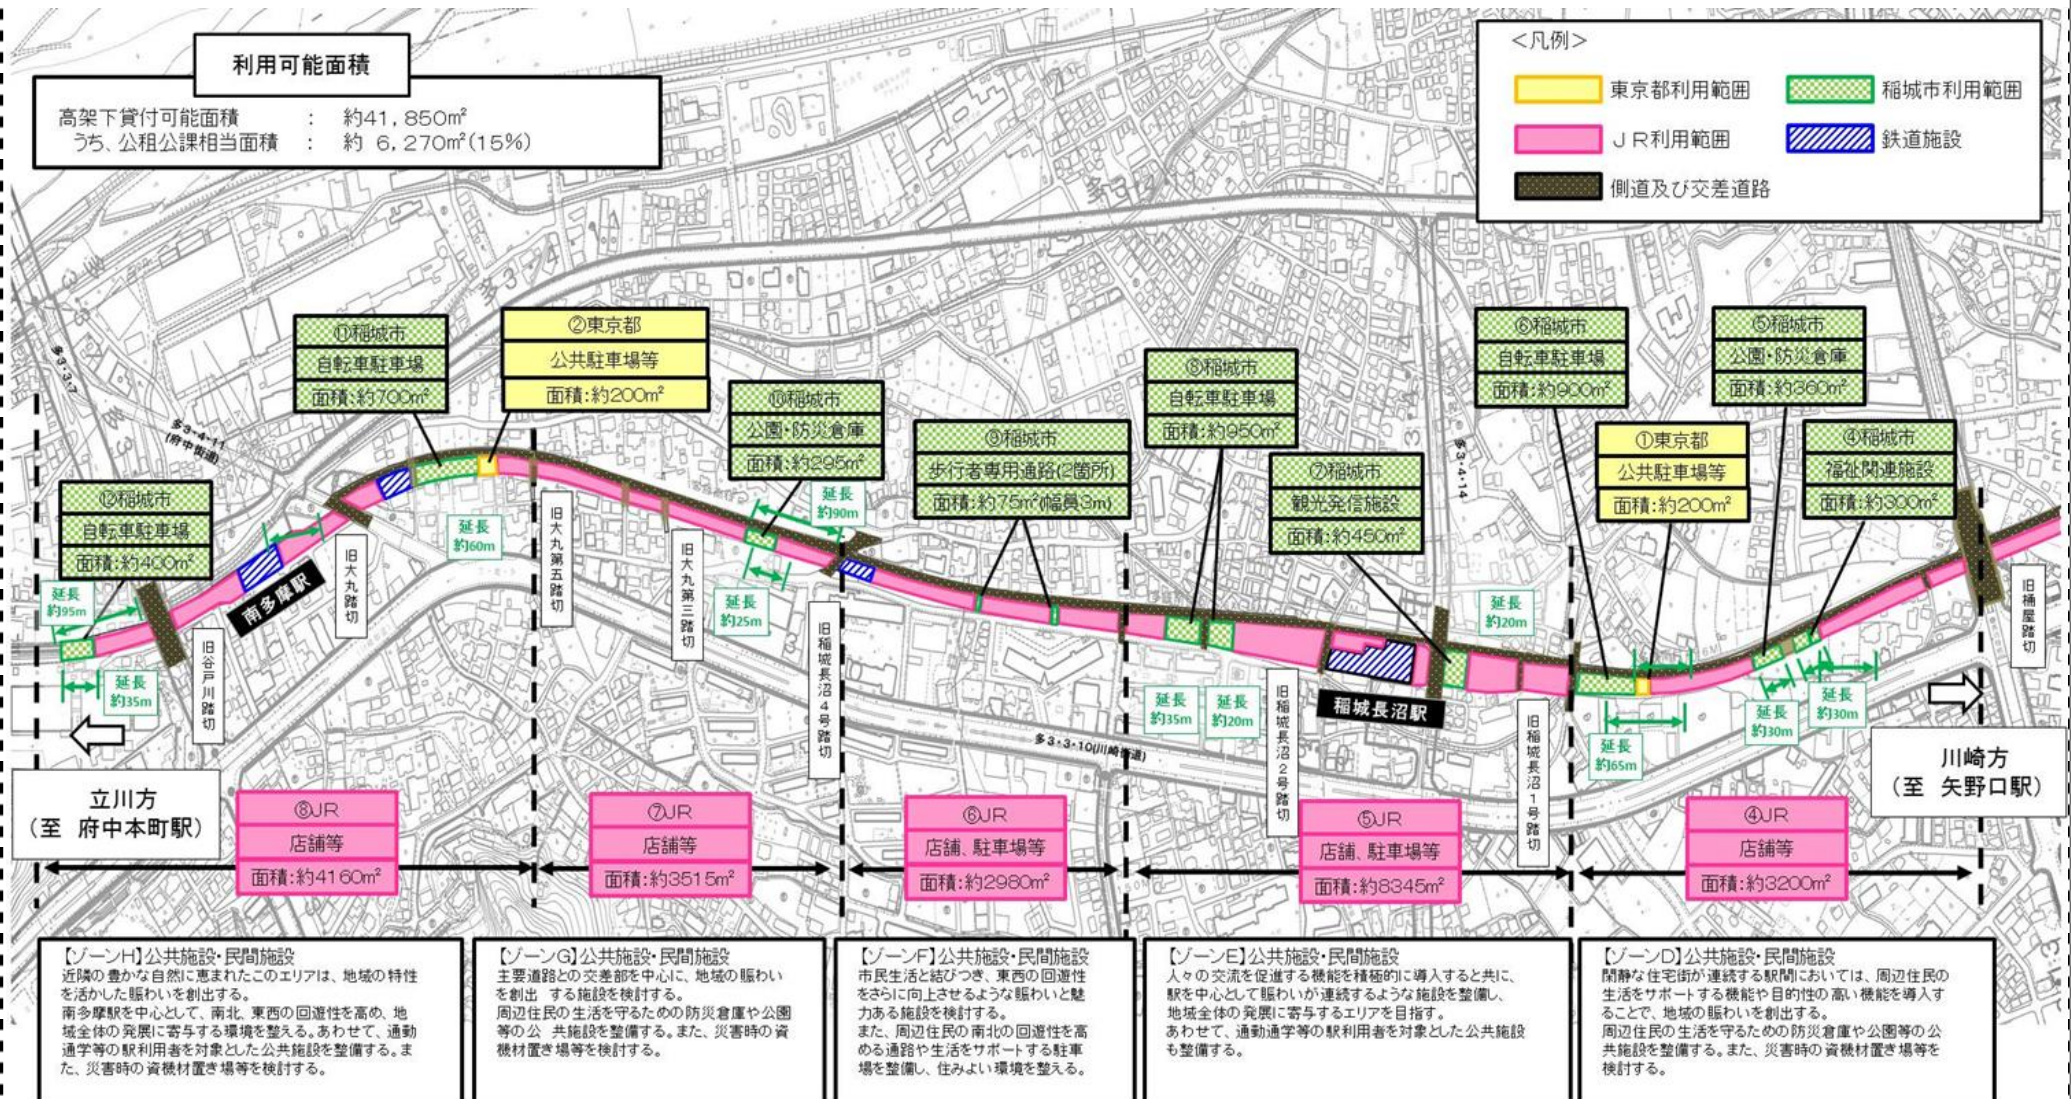 利用可能面積
高架下貸付可能面積 : 約41,850m²
うち、公租公課相当面積 : 約 6,270m²(15%)
<凡例>
東京都利用範囲
稲城市利用範囲
JR利用範囲
鉄道施設
側道及び交差道路
⑪稲城市
自転車駐車場
面積:約700m²
②東京都
公共駐車場等
面積:約200m²
⑩稲城市
公園・防災倉庫
面積:約295m²
⑨稲城市
歩行者専用通路(2箇所)
面積:約75m²(幅員3m)
⑧稲城市
自転車駐車場
面積:約950m²
⑦稲城市
観光発信施設
面積:約450m²
⑥稲城市
自転車駐車場
面積:約900m²
①東京都
公共駐車場等
面積:約200m²
⑤稲城市
公園・防災倉庫
面積:約360m²
④稲城市
福祉関連施設
面積:約300m²
⑫稲城市
自転車駐車場
面積:約400m²
多3・3・7
多3・4・11
(府中街道)
多3・4・14
多3・3・10(川崎街道)
延長
約95m
延長
約35m
延長
約60m
延長
約90m
延長
約25m
延長
約35m
延長
約20m
延長
約20m
延長
約65m
延長
約30m
延長
約30m
南多摩駅
稲城長沼駅
旧谷戸川踏切
旧大丸踏切
旧大丸第五踏切
旧大丸第三踏切
旧稲城長沼4号踏切
旧稲城長沼2号踏切
旧稲城長沼1号踏切
旧桶屋踏切
立川方
(至 府中本町駅)
川崎方
(至 矢野口駅)
⑧JR
店舗等
面積:約4160m²
⑦JR
店舗等
面積:約3515m²
⑥JR
店舗、駐車場等
面積:約2980m²
⑤JR
店舗、駐車場等
面積:約8345m²
④JR
店舗等
面積:約3200m²
【ゾーンH】公共施設・民間施設
近隣の豊かな自然に恵まれたこのエリアは、地域の特性
を活かした賑わいを創出する。
南多摩駅を中心として、南北、東西の回遊性を高め、地
域全体の発展に寄与する環境を整える。あわせて、通勤
通学等の駅利用者を対象とした公共施設を整備する。ま
た、災害時の資機材置き場等を検討する。
【ゾーンG】公共施設・民間施設
主要道路との交差部を中心に、地域の賑わい
を創出 する施設を検討する。
周辺住民の生活を守るための防災倉庫や公園
等の公 共施設を整備する。また、災害時の資
機材置き場等を検討する。
【ゾーンF】公共施設・民間施設
市民生活と結びつき、東西の回遊性
をさらに向上させるような賑わいと魅
力ある施設を検討する。
また、周辺住民の南北の回遊性を高
める通路や生活をサポートする駐車
場を整備し、住みよい環境を整える。
【ゾーンE】公共施設・民間施設
人々の交流を促進する機能を積極的に導入すると共に、
駅を中心として賑わいが連続するような施設を整備し、
地域全体の発展に寄与するエリアを目指す。
あわせて、通勤通学等の駅利用者を対象とした公共施設
も整備する。
【ゾーンD】公共施設・民間施設
閑静な住宅街が連続する駅間においては、周辺住民の
生活をサポートする機能や目的性の高い機能を導入す
ることで、地域の賑わいを創出する。
周辺住民の生活を守るための防災倉庫や公園等の公
共施設を整備する。また、災害時の資機材置き場等を
検討する。